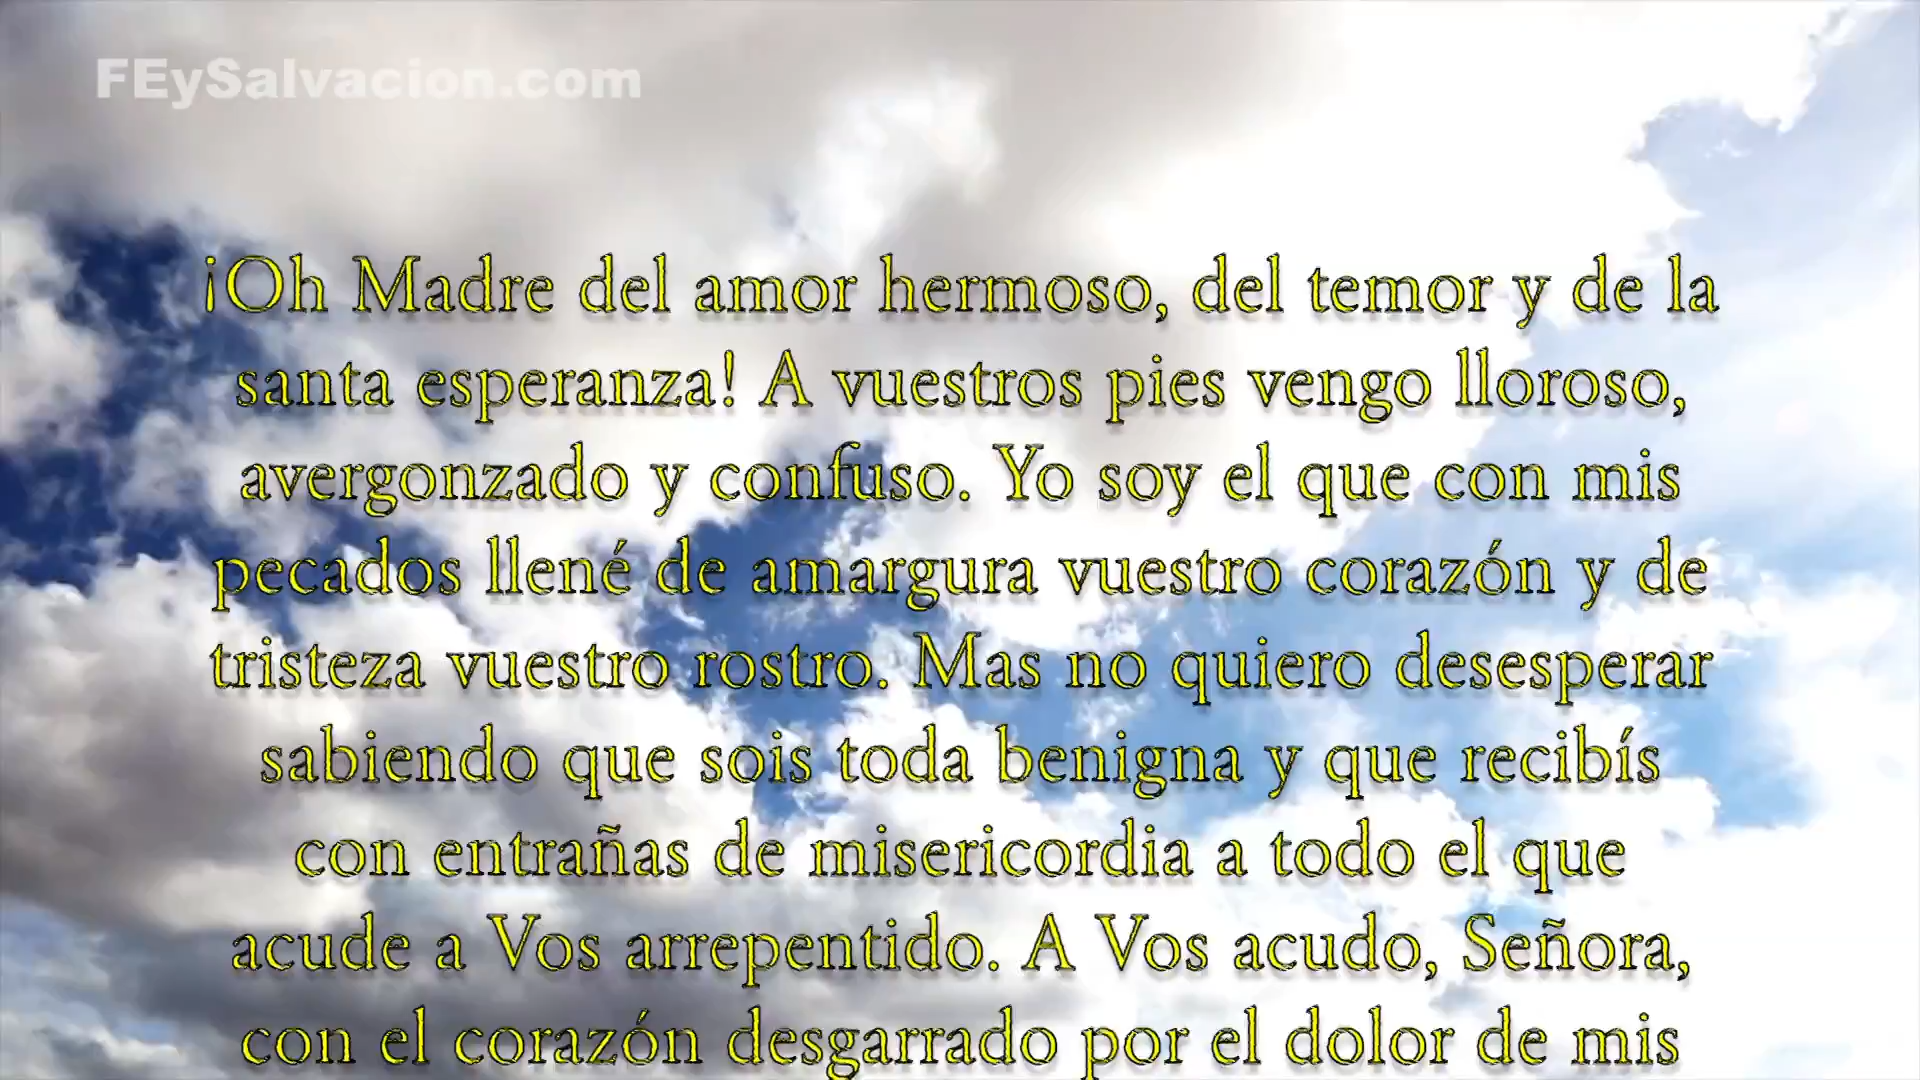 FEySalvacion.com
¡Oh Madre del amor hermoso, del temor y de la
santa esperanza! A vuestros pies vengo lloroso,
avergonzado y confuso. Yo soy el que con mis
pecados llené de amargura vuestro corazón y de
tristeza vuestro rostro. Mas no quiero desesperar
sabiendo que sois toda benigna y que recibís
con entrañas de misericordia a todo el que
acude a Vos arrepentido. A Vos acudo, Señora,
con el corazón desgarrado por el dolor de mis